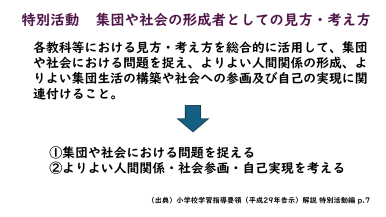 特別活動　集団や社会の形成者としての見方・考え方
各教科等における見方・考え方を総合的に活用して、集団
や社会における問題を捉え、よりよい人間関係の形成、よ
りよい集団生活の構築や社会への参画及び自己の実現に関
連付けること。
①集団や社会における問題を捉える
②よりよい人間関係・社会参画・自己実現を考える
（出典）小学校学習指導要領（平成29年告示）解説 特別活動編 p.7